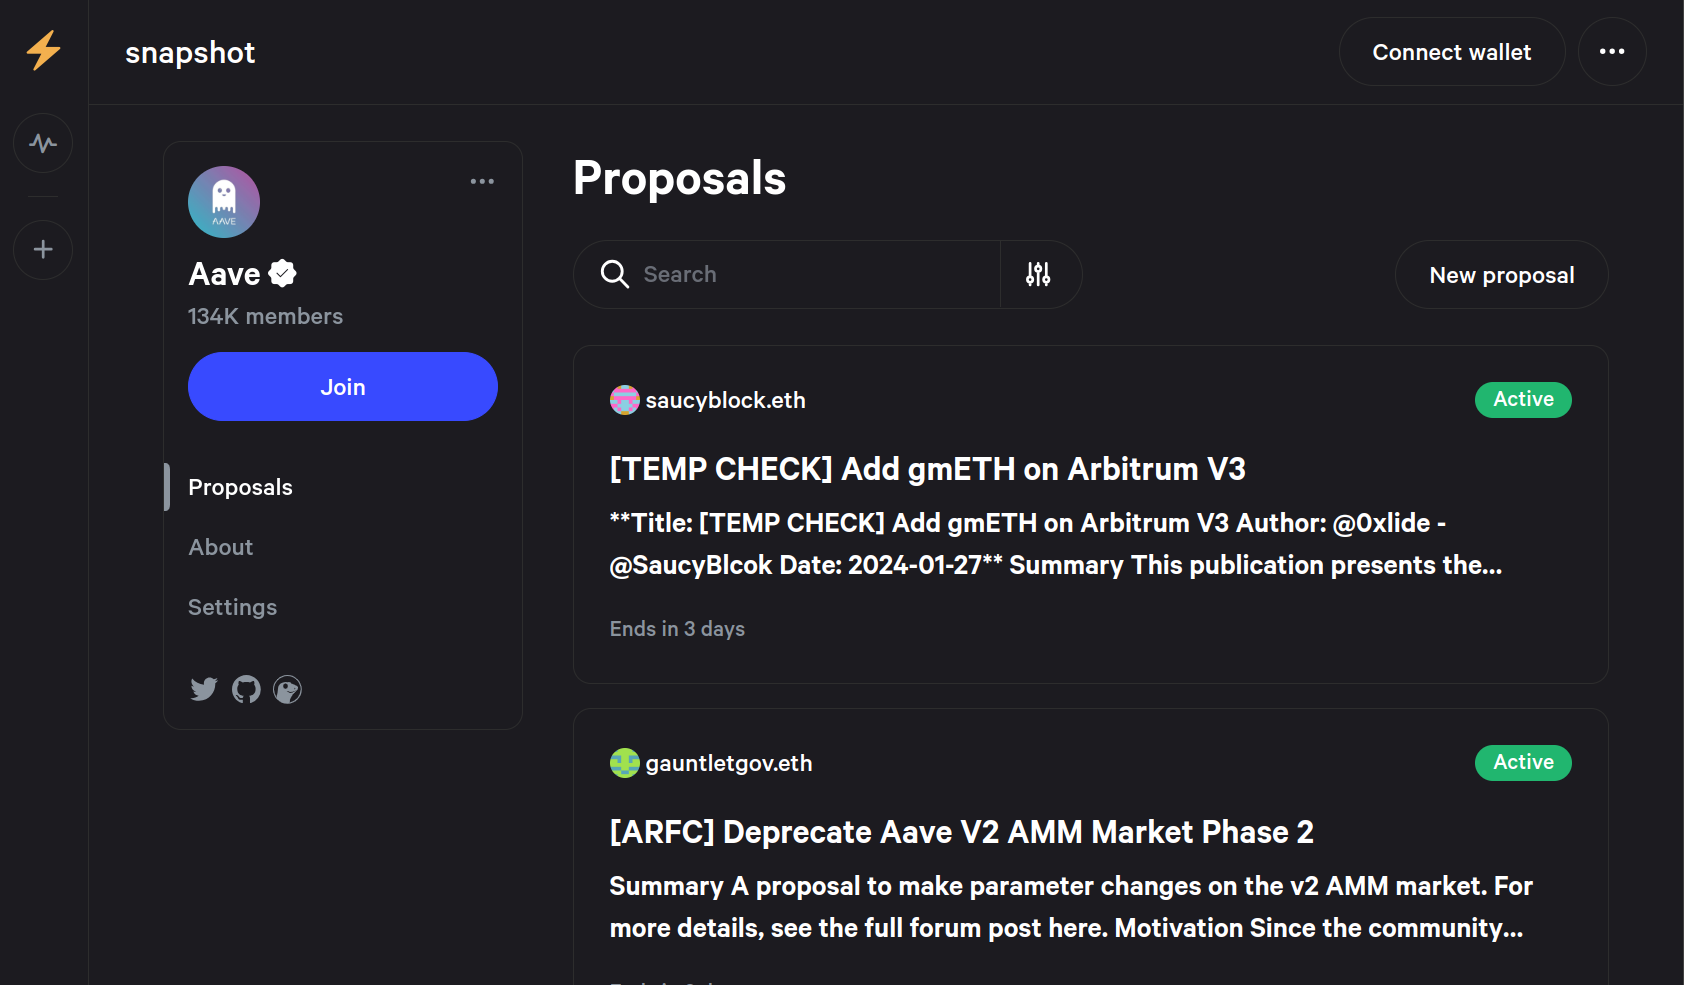 snapshot
Connect wallet
AAVE
Aave
134K members
Join
Proposals
About
Settings
Proposals
Search
New proposal
saucyblock.eth
Active
[TEMP CHECK] Add gmETH on Arbitrum V3
**Title: [TEMP CHECK] Add gmETH on Arbitrum V3 Author: @0xlide -
@SaucyBlcok Date: 2024-01-27** Summary This publication presents the...
Ends in 3 days
gauntletgov.eth
Active
[ARFC] Deprecate Aave V2 AMM Market Phase 2
Summary A proposal to make parameter changes on the v2 AMM market. For
more details, see the full forum post here. Motivation Since the community...